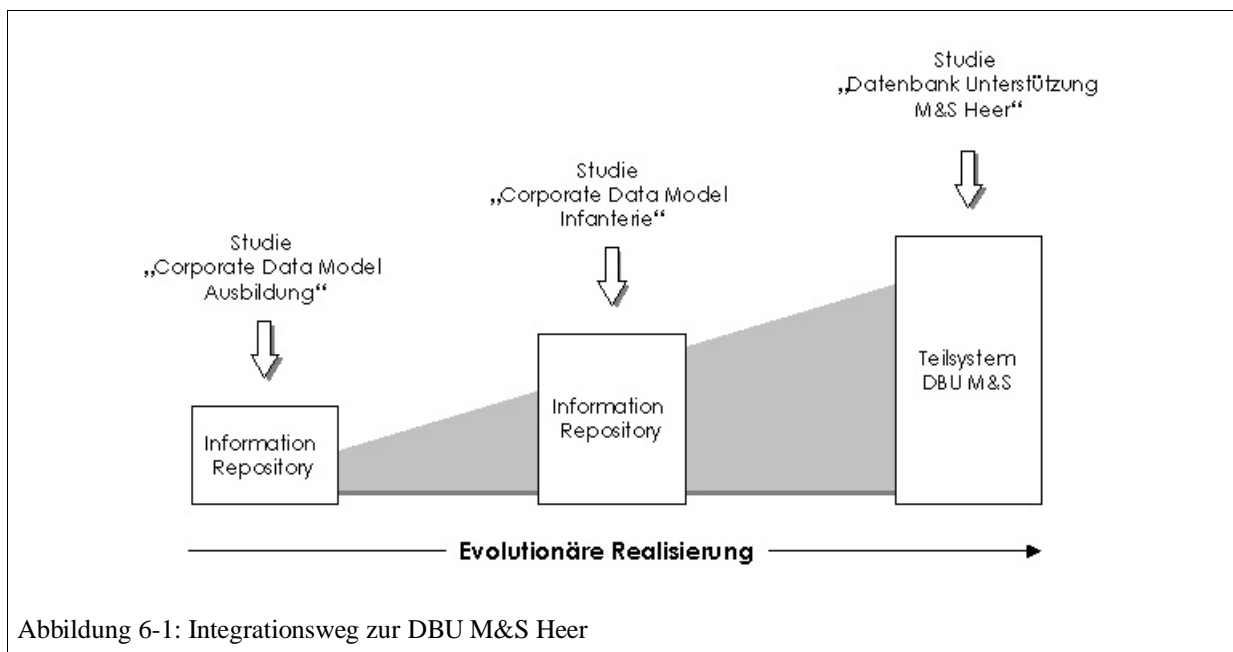 Studie
„Datenbank Unterstützung
M&S Heer“
Studie
„Corporate Data Model
Infanterie“
Studie
„Corporate Data Model
Ausbildung“
Information
Repository
Information
Repository
Teilsystem
DBU M&S
Evolutionäre Realisierung
Abbildung 6-1: Integrationsweg zur DBU M&S Heer